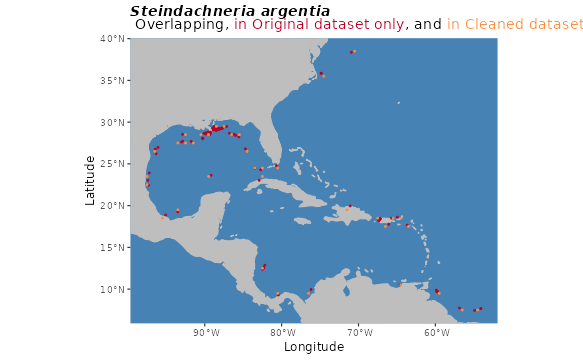 Steindachneria argentia
Overlapping, in Original dataset only, and in Cleaned dataset
40°N
35°N
30°N
25°N
20°N
15°N
10°N
Latitude
90°W
80°W
70°W
60°W
Longitude